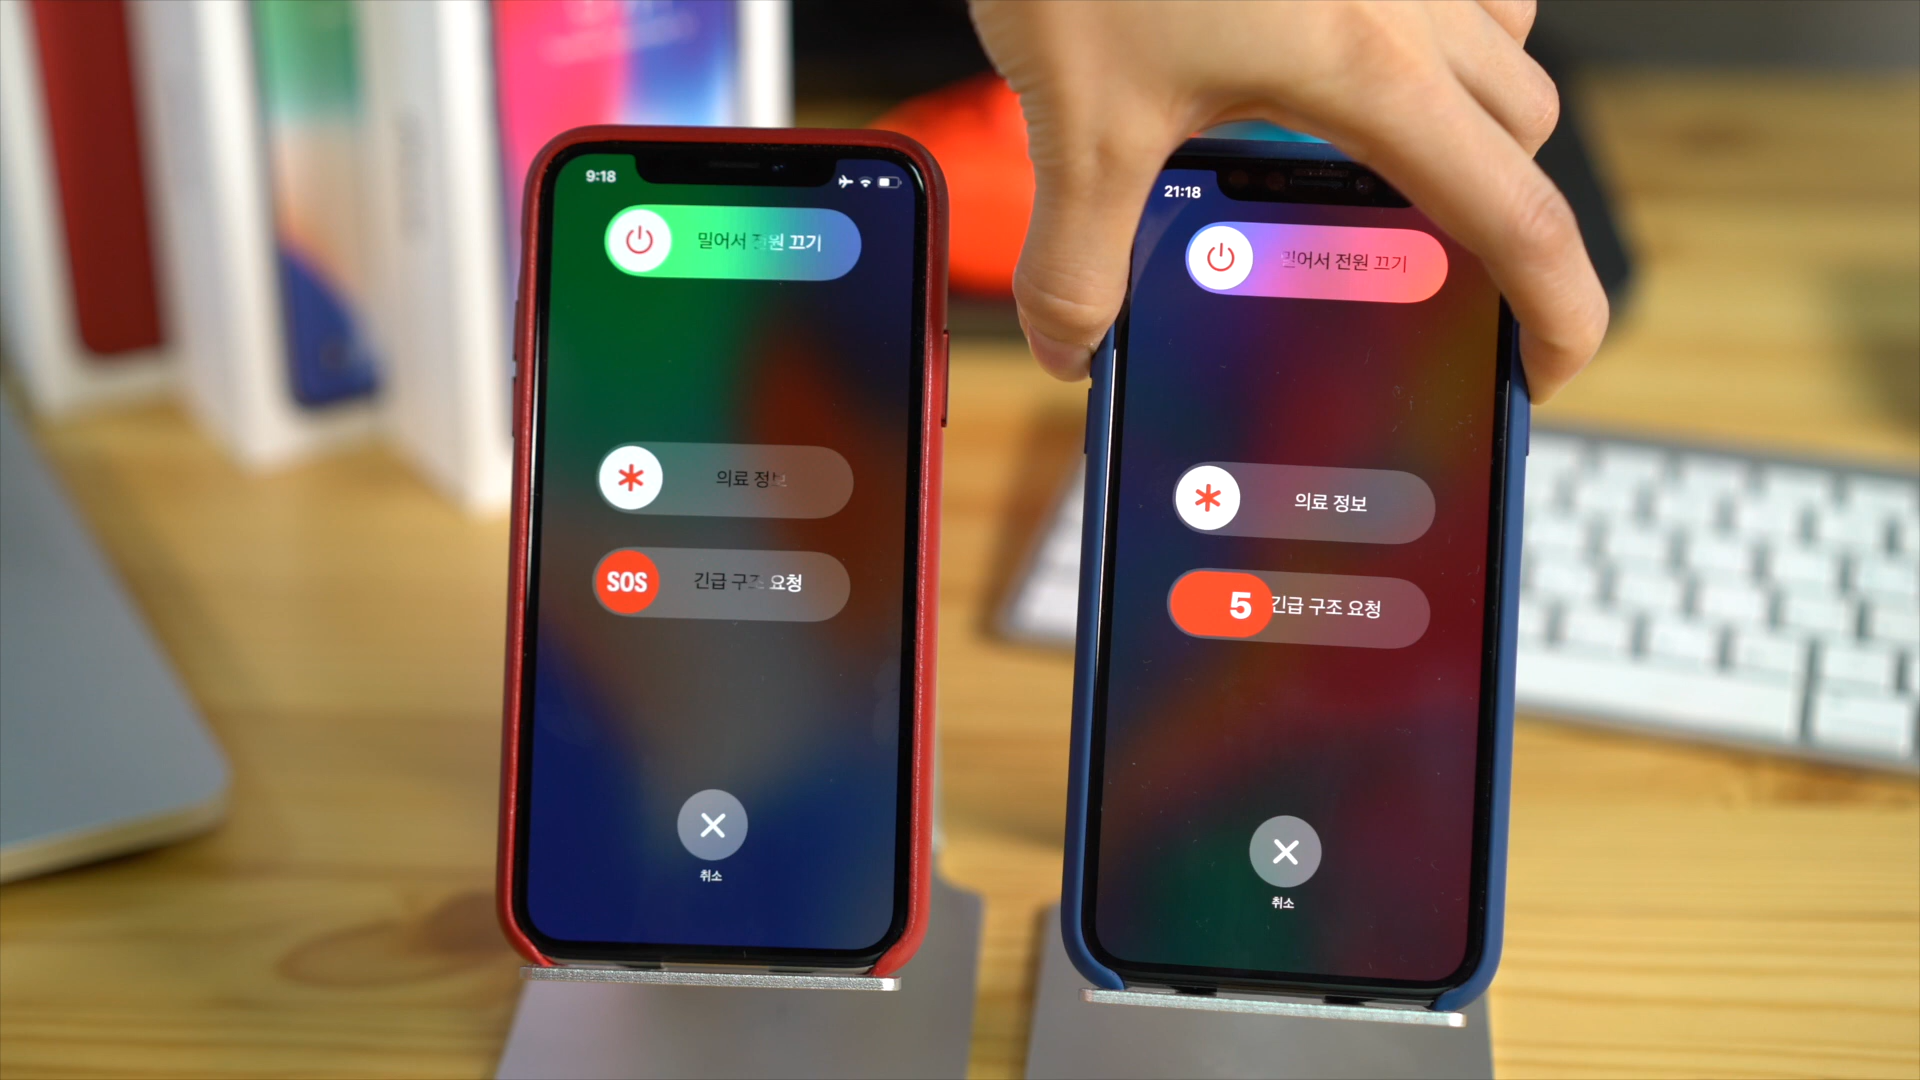 9:18
밀어서 전원 끄기
의료 정보
SOS 긴급 구조 요청
취소
21:18
밀어서 전원 끄기
의료 정보
5 긴급 구조 요청
취소